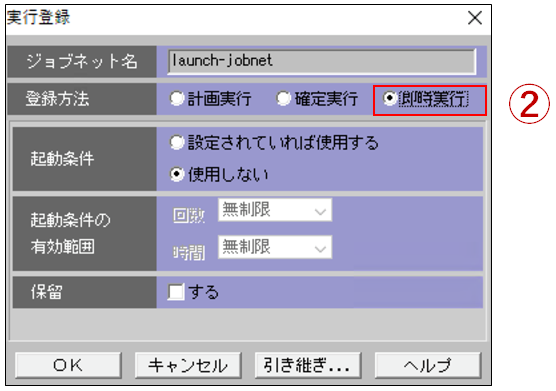 実行登録
ジョブネット名 launch-jobnet
登録方法 計画実行 確定実行 即時実行
②
起動条件 設定されていれば使用する
使用しない
起動条件の有効範囲 回数 無制限
時間 無制限
保留 する
OK キャンセル 引き継ぎ... ヘルプ